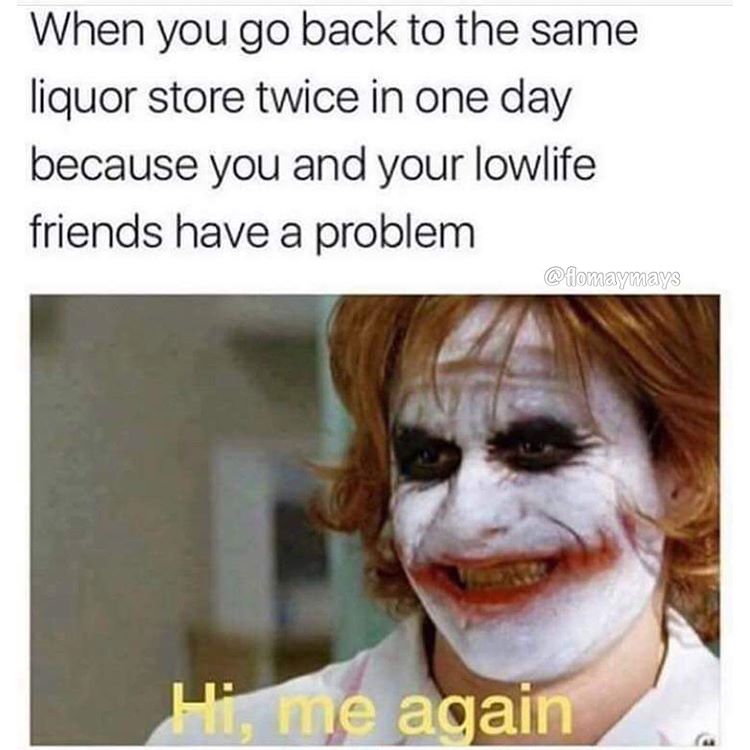 When you go back to the same
liquor store twice in one day
because you and your lowlife
friends have a problem
@flomaymays
Hi, me again